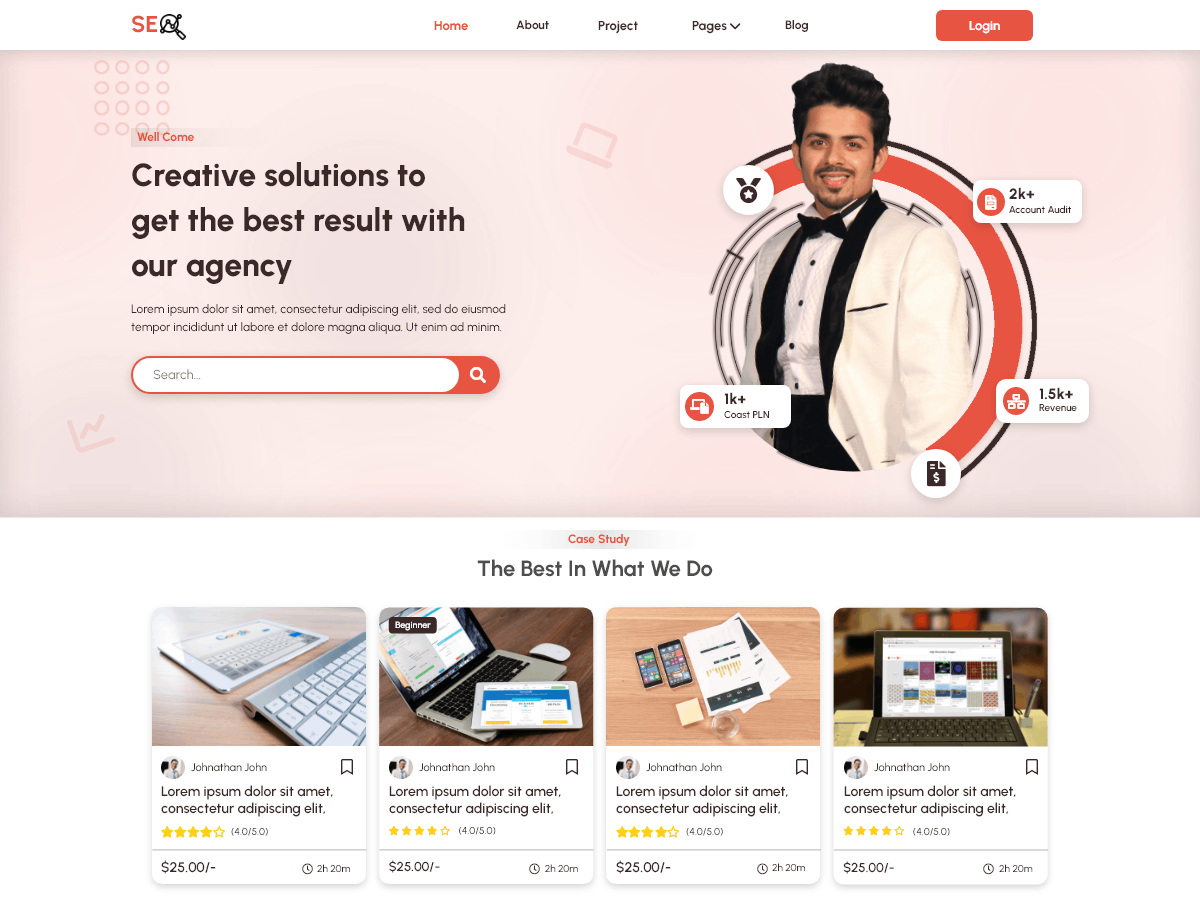 SEO
Home
About
Project
Pages
Blog
Login
Well Come
Creative solutions to
get the best result with
our agency
Lorem ipsum dolor sit amet, consectetur adipiscing elit, sed do eiusmod
tempor incididunt ut labore et dolore magna aliqua. Ut enim ad minim.
Search...
2k+
Account Audit
1k+
Coast PLN
1.5k+
Revenue
Case Study
The Best In What We Do
Google
Beginner
Johnathan John
Lorem ipsum dolor sit amet,
consectetur adipiscing elit,
(4.0/5.0)
$25.00/-
2h 20m
Johnathan John
Lorem ipsum dolor sit amet,
consectetur adipiscing elit,
(4.0/5.0)
$25.00/-
2h 20m
Johnathan John
Lorem ipsum dolor sit amet,
consectetur adipiscing elit,
(4.0/5.0)
$25.00/-
2h 20m
Johnathan John
Lorem ipsum dolor sit amet,
consectetur adipiscing elit,
(4.0/5.0)
$25.00/-
2h 20m